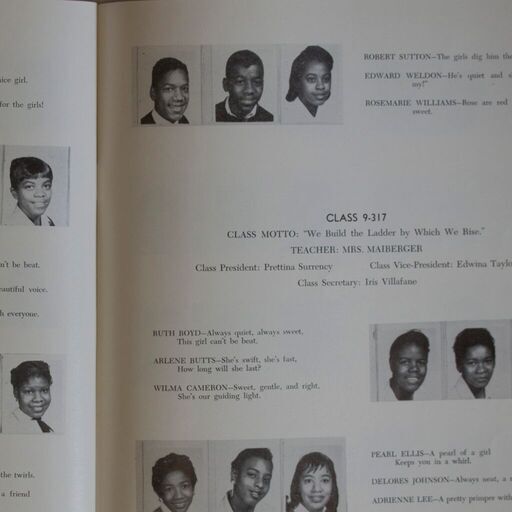 nice girl.
for the girls!
n't be beat.
eautiful voice.
h everyone.
the twirls.
a friend
ROBERT SUTTON—The girls dig him the
EDWARD WELDON—He's quiet and s
my!"
ROSEMARIE WILLIAMS—Rose are red
sweet.
CLASS 9-317
CLASS MOTTO: "We Build the Ladder by Which We Rise."
TEACHER: MRS. MAIBERGER
Class President: Prettina Surrency Class Vice-President: Edwina Taylo
Class Secretary: Iris Villafane
RUTH BOYD—Always quiet, always sweet,
This girl can't be beat.
ARLENE BUTTS—She's swift, she's fast,
How long will she last?
WILMA CAMERON—Sweet, gentle, and right.
She's our guiding light.
PEARL ELLIS—A pearl of a girl
Keeps you in a whirl.
DELORES JOHNSON—Always neat, a
ADRIENNE LEE—A pretty primper with